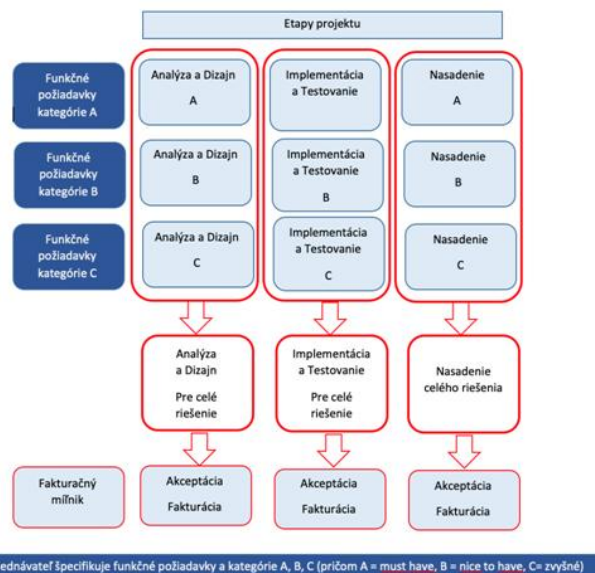 Etapy projektu
Funkčné
požiadavky
kategórie A
Analýza a Dizajn
A
Implementácia
a Testovanie
Nasadenie
A
Funkčné
požiadavky
kategórie B
Analýza a Dizajn
B
Implementácia
a Testovanie
B
Nasadenie
B
Funkčné
požiadavky
kategórie C
Analýza a Dizajn
C
Implementácia
a Testovanie
C
Nasadenie
C
Analýza
a Dizajn
Pre celé
riešenie
Implementácia
a Testovanie
Pre celé
riešenie
Nasadenie
celého riešenia
Fakturačný
míľnik
Akceptácia
Fakturácia
Akceptácia
Fakturácia
Akceptácia
Fakturácia
ednávateľ špecifikuje funkčné požiadavky a kategórie A, B, C (pričom A = must have, B = nice to have, C= zvyšné)